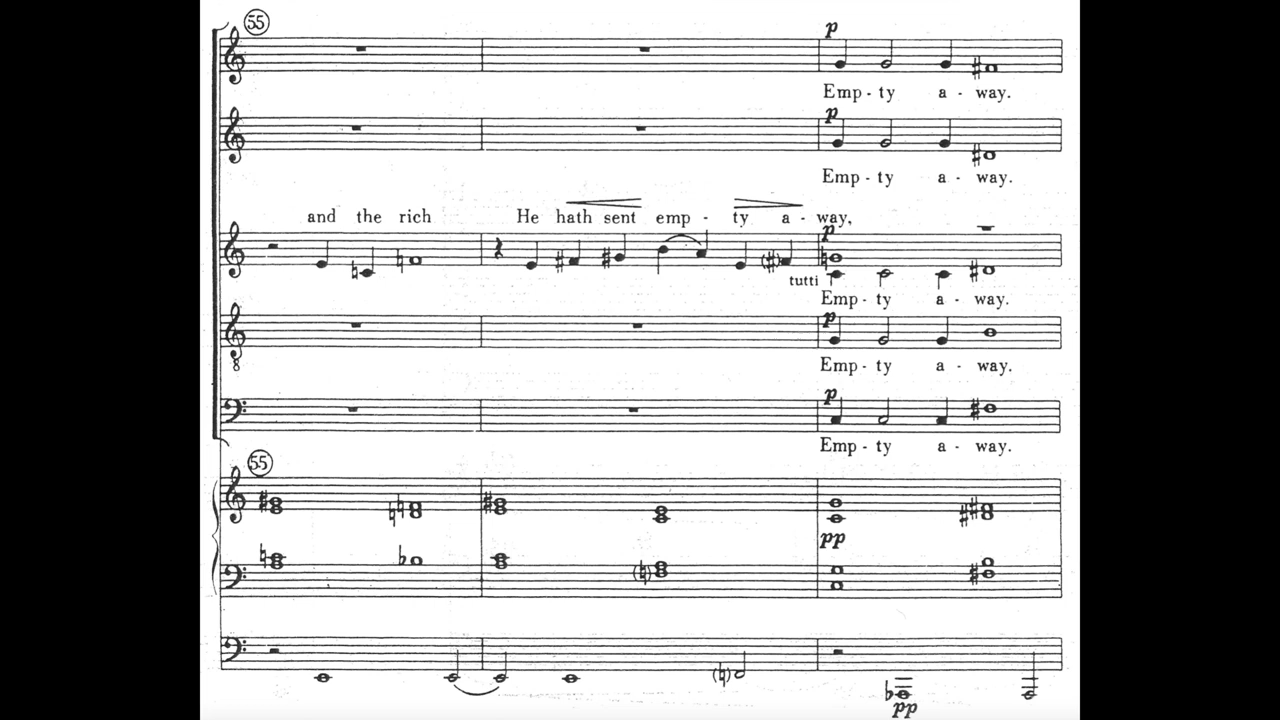 55
p
Emp - ty a - way.
p
Emp - ty a - way.
and the rich He hath sent emp - ty a - way,
p
tutti
Emp - ty a - way.
p
8
Emp - ty a - way.
p
Emp - ty a - way.
55
pp
pp